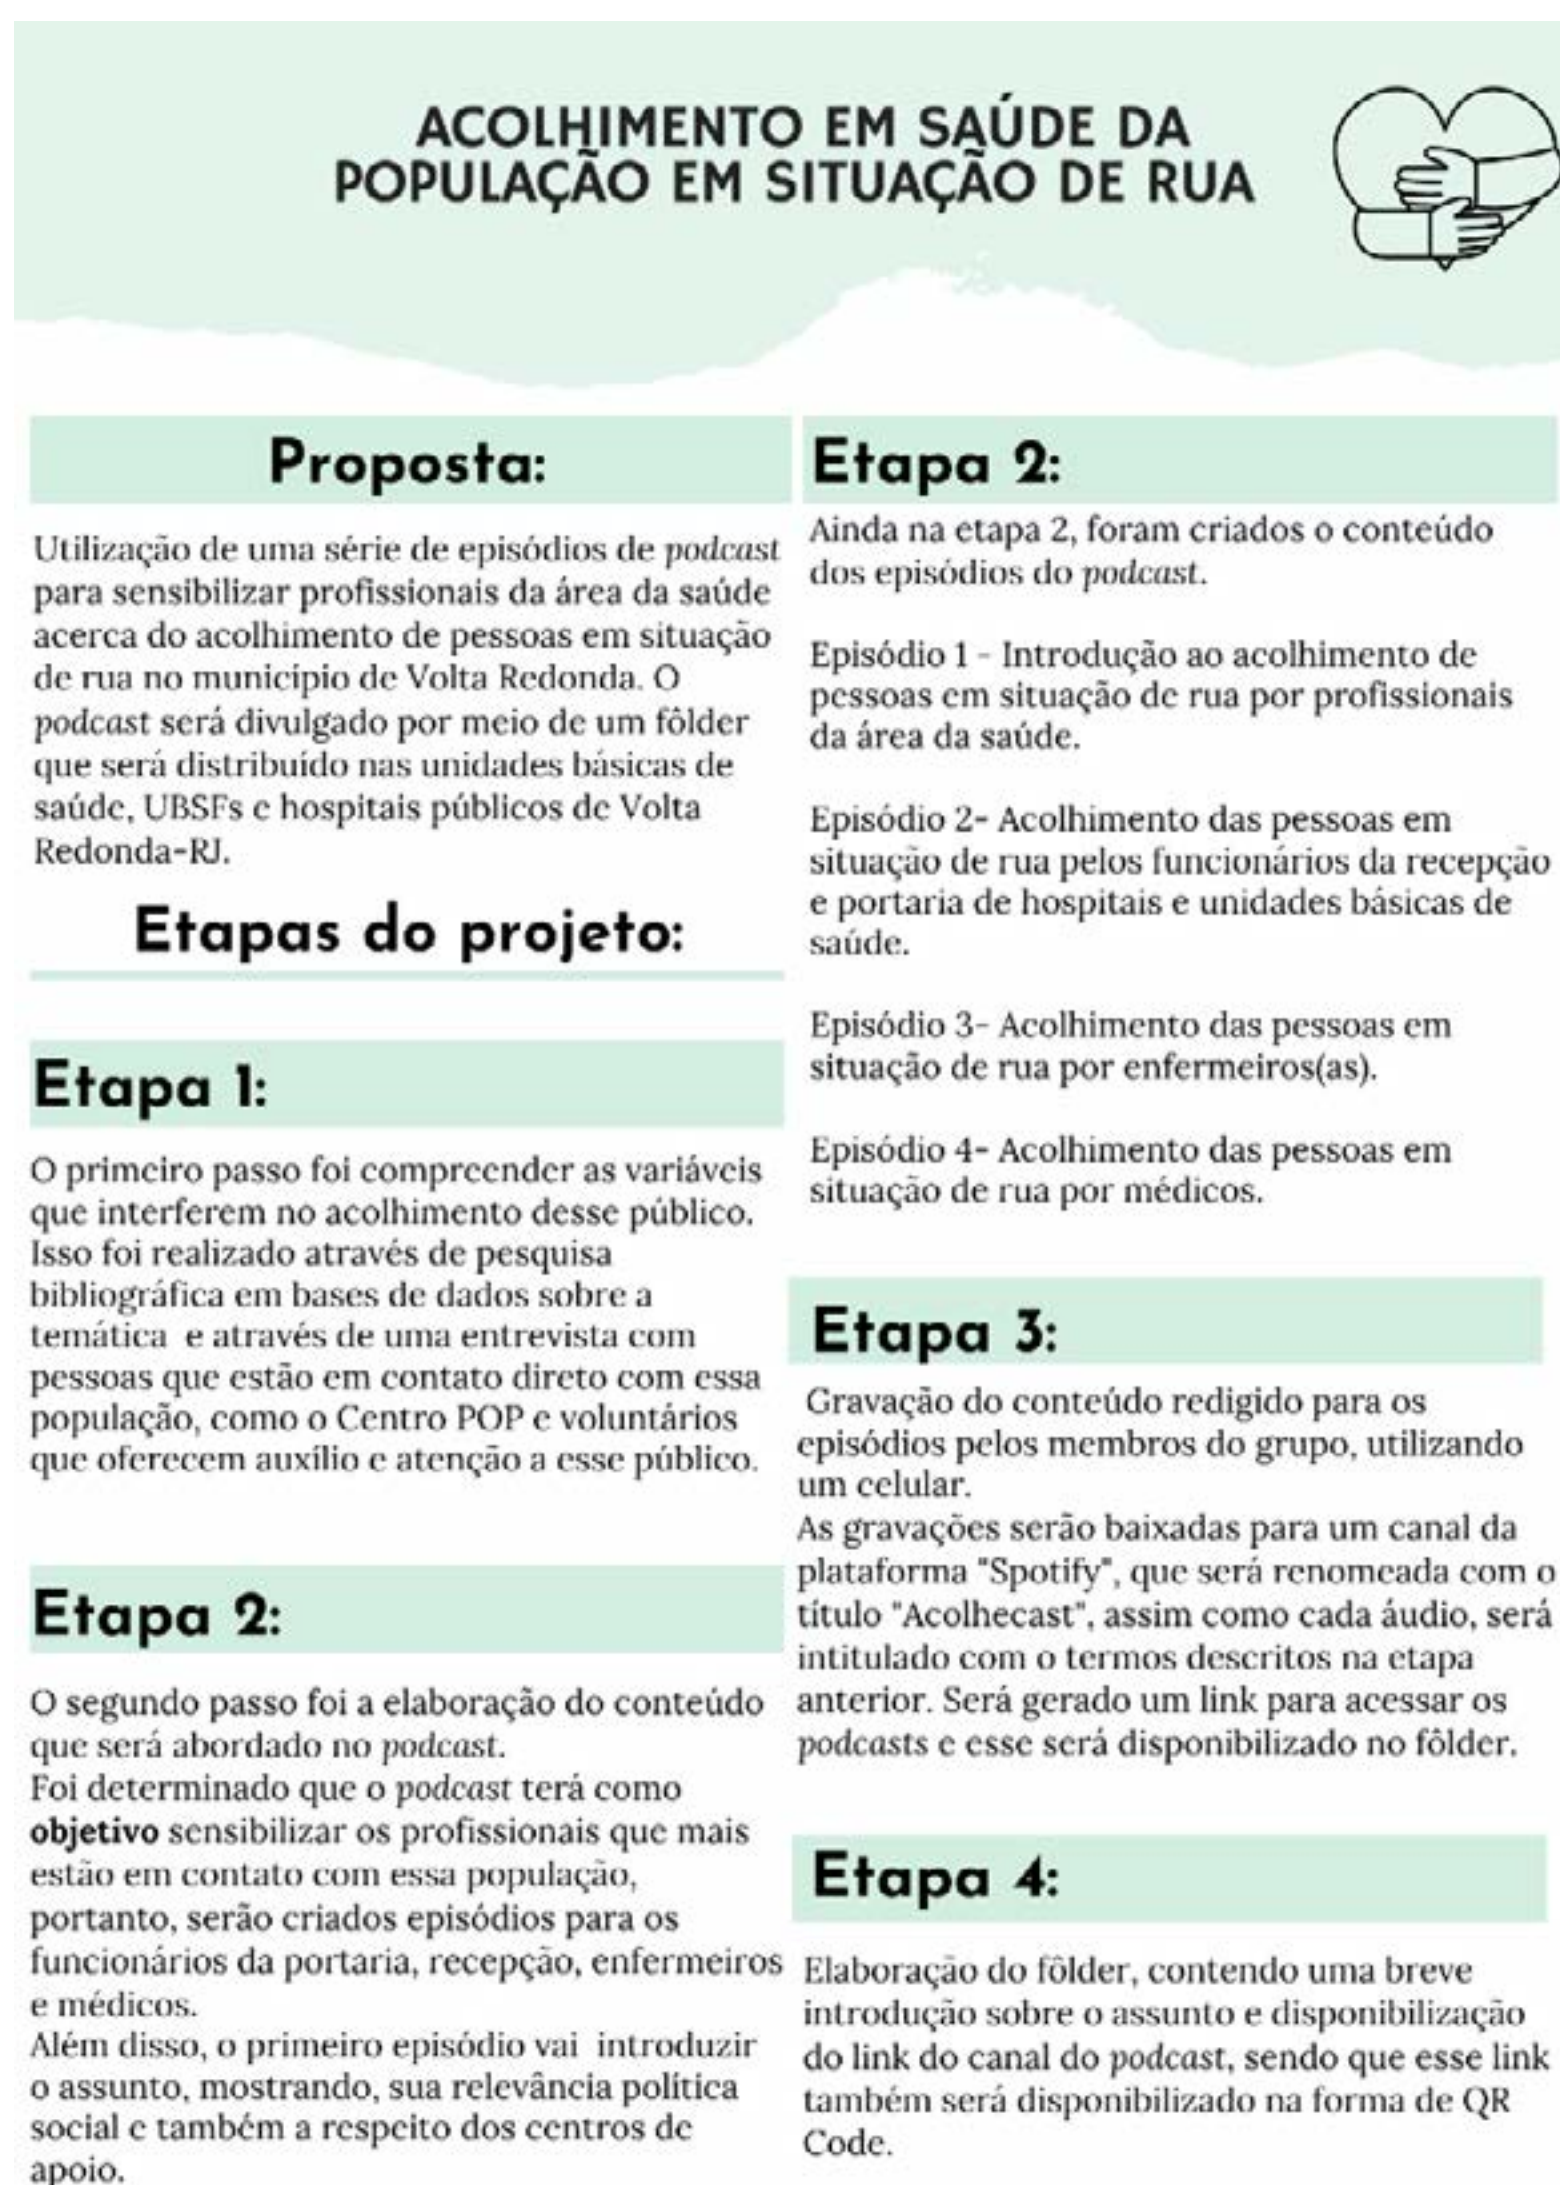 ACOLHIMENTO EM SAÚDE DA
POPULAÇÃO EM SITUAÇÃO DE RUA
Proposta:
Utilização de uma série de episódios de podcast
para sensibilizar profissionais da área da saúde
acerca do acolhimento de pessoas em situação
de rua no município de Volta Redonda. O
podcast será divulgado por meio de um fôlder
que será distribuído nas unidades básicas de
saúde, UBSFs e hospitais públicos de Volta
Redonda-RJ.
Etapas do projeto:
Etapa 1:
O primeiro passo foi compreender as variáveis
que interferem no acolhimento desse público.
Isso foi realizado através de pesquisa
bibliográfica em bases de dados sobre a
temática e através de uma entrevista com
pessoas que estão em contato direto com essa
população, como o Centro POP e voluntários
que oferecem auxílio e atenção a esse público.
Etapa 2:
O segundo passo foi a elaboração do conteúdo
que será abordado no podcast.
Foi determinado que o podcast terá como
objetivo sensibilizar os profissionais que mais
estão em contato com essa população,
portanto, serão criados episódios para os
funcionários da portaria, recepção, enfermeiros
e médicos.
Além disso, o primeiro episódio vai introduzir
o assunto, mostrando, sua relevância política
social e também a respeito dos centros de
apoio.
Etapa 2:
Ainda na etapa 2, foram criados o conteúdo
dos episódios do podcast.
Episódio 1 - Introdução ao acolhimento de
pessoas em situação de rua por profissionais
da área da saúde.
Episódio 2- Acolhimento das pessoas em
situação de rua pelos funcionários da recepção
e portaria de hospitais e unidades básicas de
saúde.
Episódio 3- Acolhimento das pessoas em
situação de rua por enfermeiros(as).
Episódio 4- Acolhimento das pessoas em
situação de rua por médicos.
Etapa 3:
Gravação do conteúdo redigido para os
episódios pelos membros do grupo, utilizando
um celular.
As gravações serão baixadas para um canal da
plataforma "Spotify", que será renomeada com o
título "Acolhecast", assim como cada áudio, será
intitulado com o termos descritos na etapa
anterior. Será gerado um link para acessar os
podcasts e esse será disponibilizado no fôlder.
Etapa 4:
Elaboração do fôlder, contendo uma breve
introdução sobre o assunto e disponibilização
do link do canal do podcast, sendo que esse link
também será disponibilizado na forma de QR
Code.